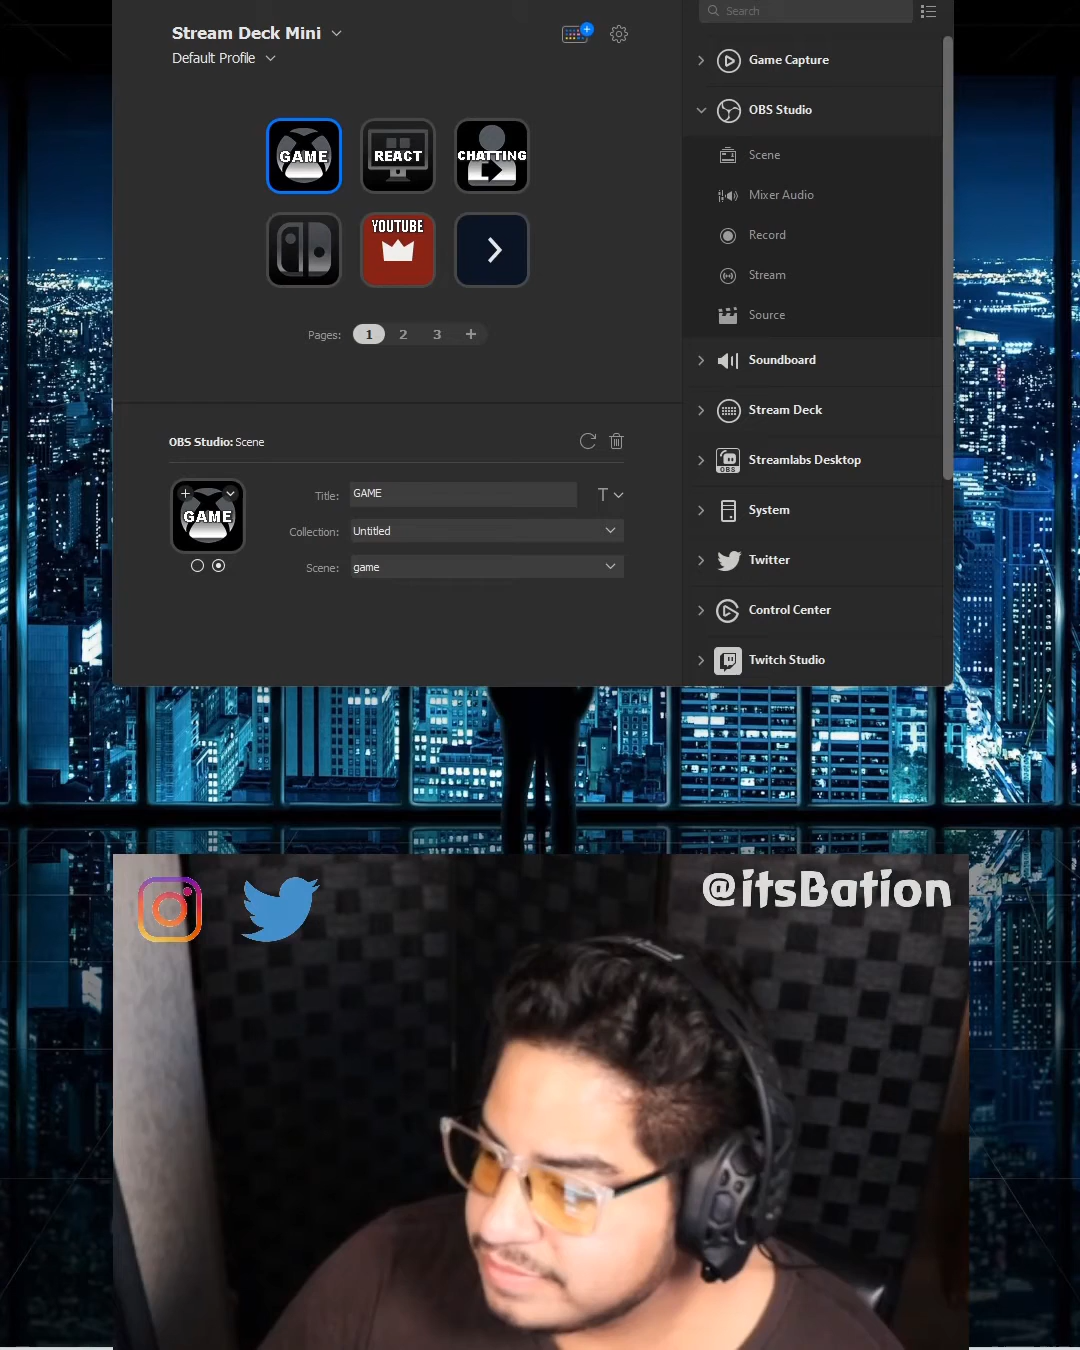 Stream Deck Mini
Default Profile
GAME
REACT
CHATTING
YOUTUBE
Pages: 1 2 3 +
OBS Studio: Scene
GAME
Title: GAME
T
Collection: Untitled
Scene: game
Search
Game Capture
OBS Studio
Scene
Mixer Audio
Record
Stream
Source
Soundboard
Stream Deck
OBS
Streamlabs Desktop
System
Twitter
Control Center
Twitch Studio
@itsBation